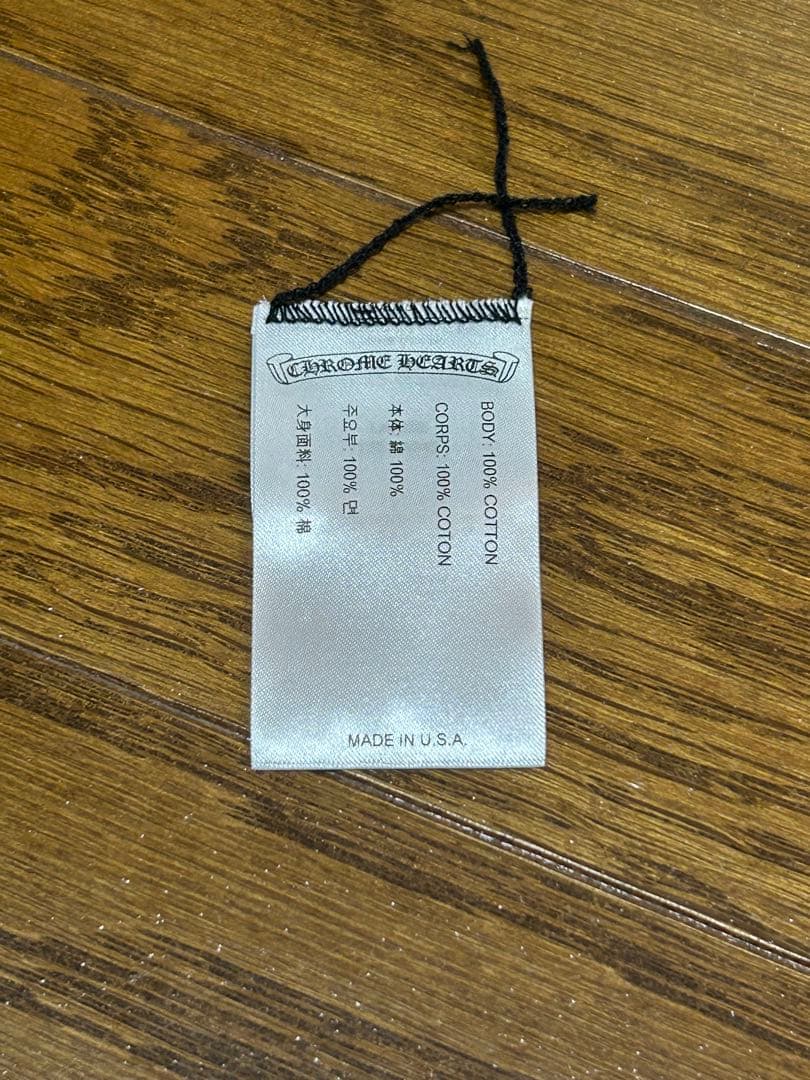 CHROME HEARTS
BODY: 100% COTTON
CORPS: 100% COTON
本体: 綿 100%
주요부: 100% 면
大身面料: 100% 棉
MADE IN U.S.A.